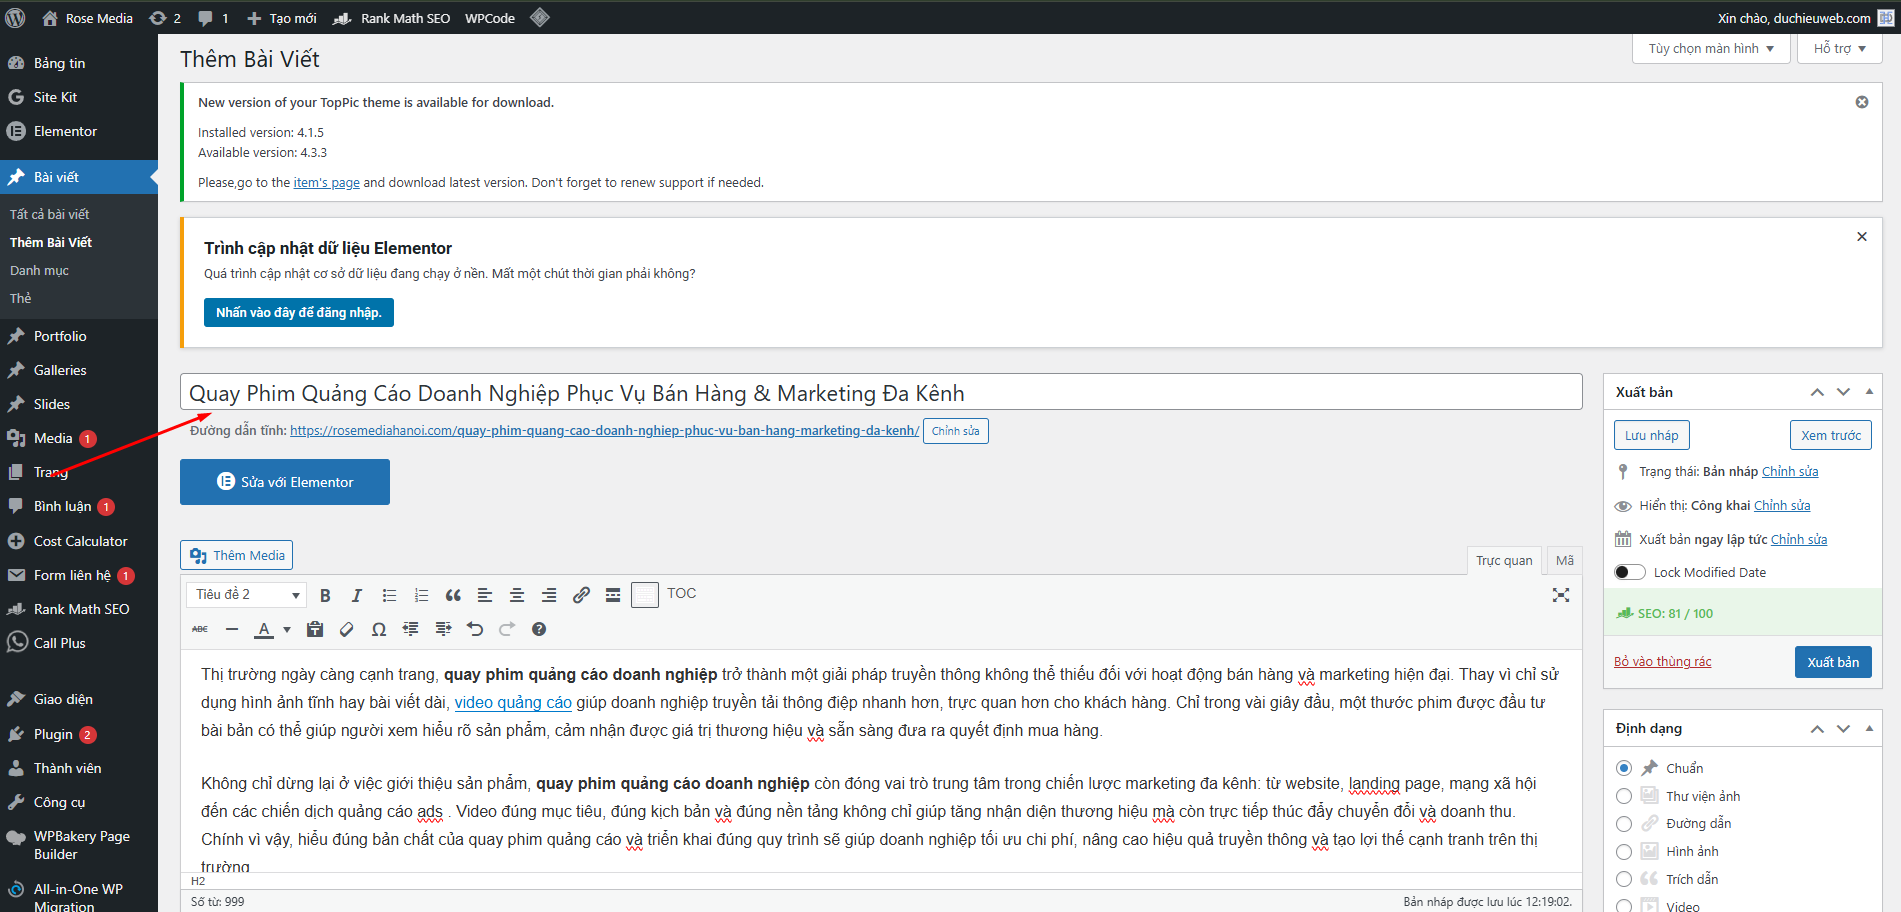 Rose Media
2
1
Tạo mới
Rank Math SEO
WPCode
Xin chào, duchieuweb.com
Bảng tin
Site Kit
Elementor
Bài viết
Tất cả bài viết
Thêm Bài Viết
Danh mục
Thẻ
Portfolio
Galleries
Slides
Media 1
Trang
Bình luận 1
Cost Calculator
Form liên hệ 1
Rank Math SEO
Call Plus
Giao diện
Plugin 2
Thành viên
Công cụ
WPBakery Page
Builder
All-in-One WP
Migration
Thêm Bài Viết
Tùy chọn màn hình
Hỗ trợ
New version of your TopPic theme is available for download.
Installed version: 4.1.5
Available version: 4.3.3
Please,go to the item's page and download latest version. Don't forget to renew support if needed.
Trình cập nhật dữ liệu Elementor
Quá trình cập nhật cơ sở dữ liệu đang chạy ở nền. Mất một chút thời gian phải không?
Nhấn vào đây để đăng nhập.
Quay Phim Quảng Cáo Doanh Nghiệp Phục Vụ Bán Hàng & Marketing Đa Kênh
Đường dẫn tĩnh: https://rosemediahanoi.com/quay-phim-quang-cao-doanh-nghiep-phuc-vu-ban-hang-marketing-da-kenh/ Chỉnh sửa
Sửa với Elementor
Thêm Media
Trực quan
Mã
Tiêu đề 2
B
I
TOC
ABC
A
Ω
Thị trường ngày càng cạnh trang, quay phim quảng cáo doanh nghiệp trở thành một giải pháp truyền thông không thể thiếu đối với hoạt động bán hàng và marketing hiện đại. Thay vì chỉ sử
dụng hình ảnh tĩnh hay bài viết dài, video quảng cáo giúp doanh nghiệp truyền tải thông điệp nhanh hơn, trực quan hơn cho khách hàng. Chỉ trong vài giây đầu, một thước phim được đầu tư
bài bản có thể giúp người xem hiểu rõ sản phẩm, cảm nhận được giá trị thương hiệu và sẵn sàng đưa ra quyết định mua hàng.
Không chỉ dừng lại ở việc giới thiệu sản phẩm, quay phim quảng cáo doanh nghiệp còn đóng vai trò trung tâm trong chiến lược marketing đa kênh: từ website, landing page, mạng xã hội
đến các chiến dịch quảng cáo ads . Video đúng mục tiêu, đúng kịch bản và đúng nền tảng không chỉ giúp tăng nhận diện thương hiệu mà còn trực tiếp thúc đẩy chuyển đổi và doanh thu.
Chính vì vậy, hiểu đúng bản chất của quay phim quảng cáo và triển khai đúng quy trình sẽ giúp doanh nghiệp tối ưu chi phí, nâng cao hiệu quả truyền thông và tạo lợi thế cạnh tranh trên thị
trường
H2
Số từ: 999
Bản nháp được lưu lúc 12:19:02.
Xuất bản
Lưu nháp
Xem trước
Trạng thái: Bản nháp Chỉnh sửa
Hiển thị: Công khai Chỉnh sửa
Xuất bản ngay lập tức Chỉnh sửa
Lock Modified Date
SEO: 81 / 100
Bỏ vào thùng rác
Xuất bản
Định dạng
Chuẩn
Thư viện ảnh
Đường dẫn
Hình ảnh
Trích dẫn
Video